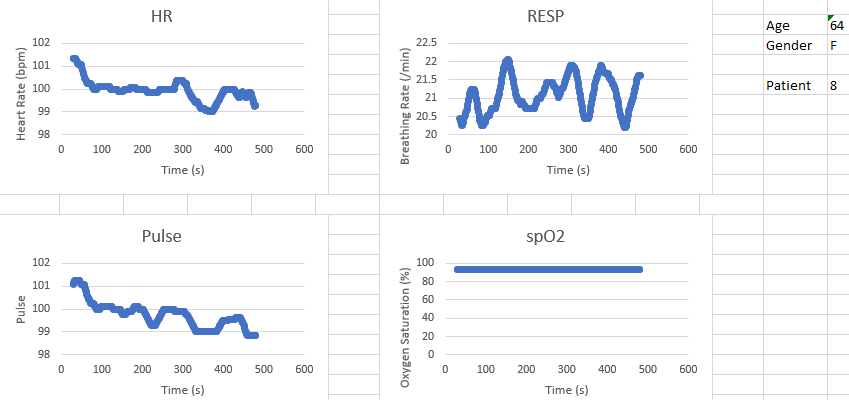 HR
102
101
100
99
98
0 100 200 300 400 500 600
Heart Rate (bpm)
Time (s)
RESP
22.5
22
21.5
21
20.5
20
0 100 200 300 400 500 600
Breathing Rate (/min)
Time (s)
Age 64
Gender F
Patient 8
Pulse
102
101
100
99
98
0 100 200 300 400 500 600
Pulse
Time (s)
spO2
100
80
60
40
20
0
0 100 200 300 400 500 600
Oxygen Saturation (%)
Time (s)